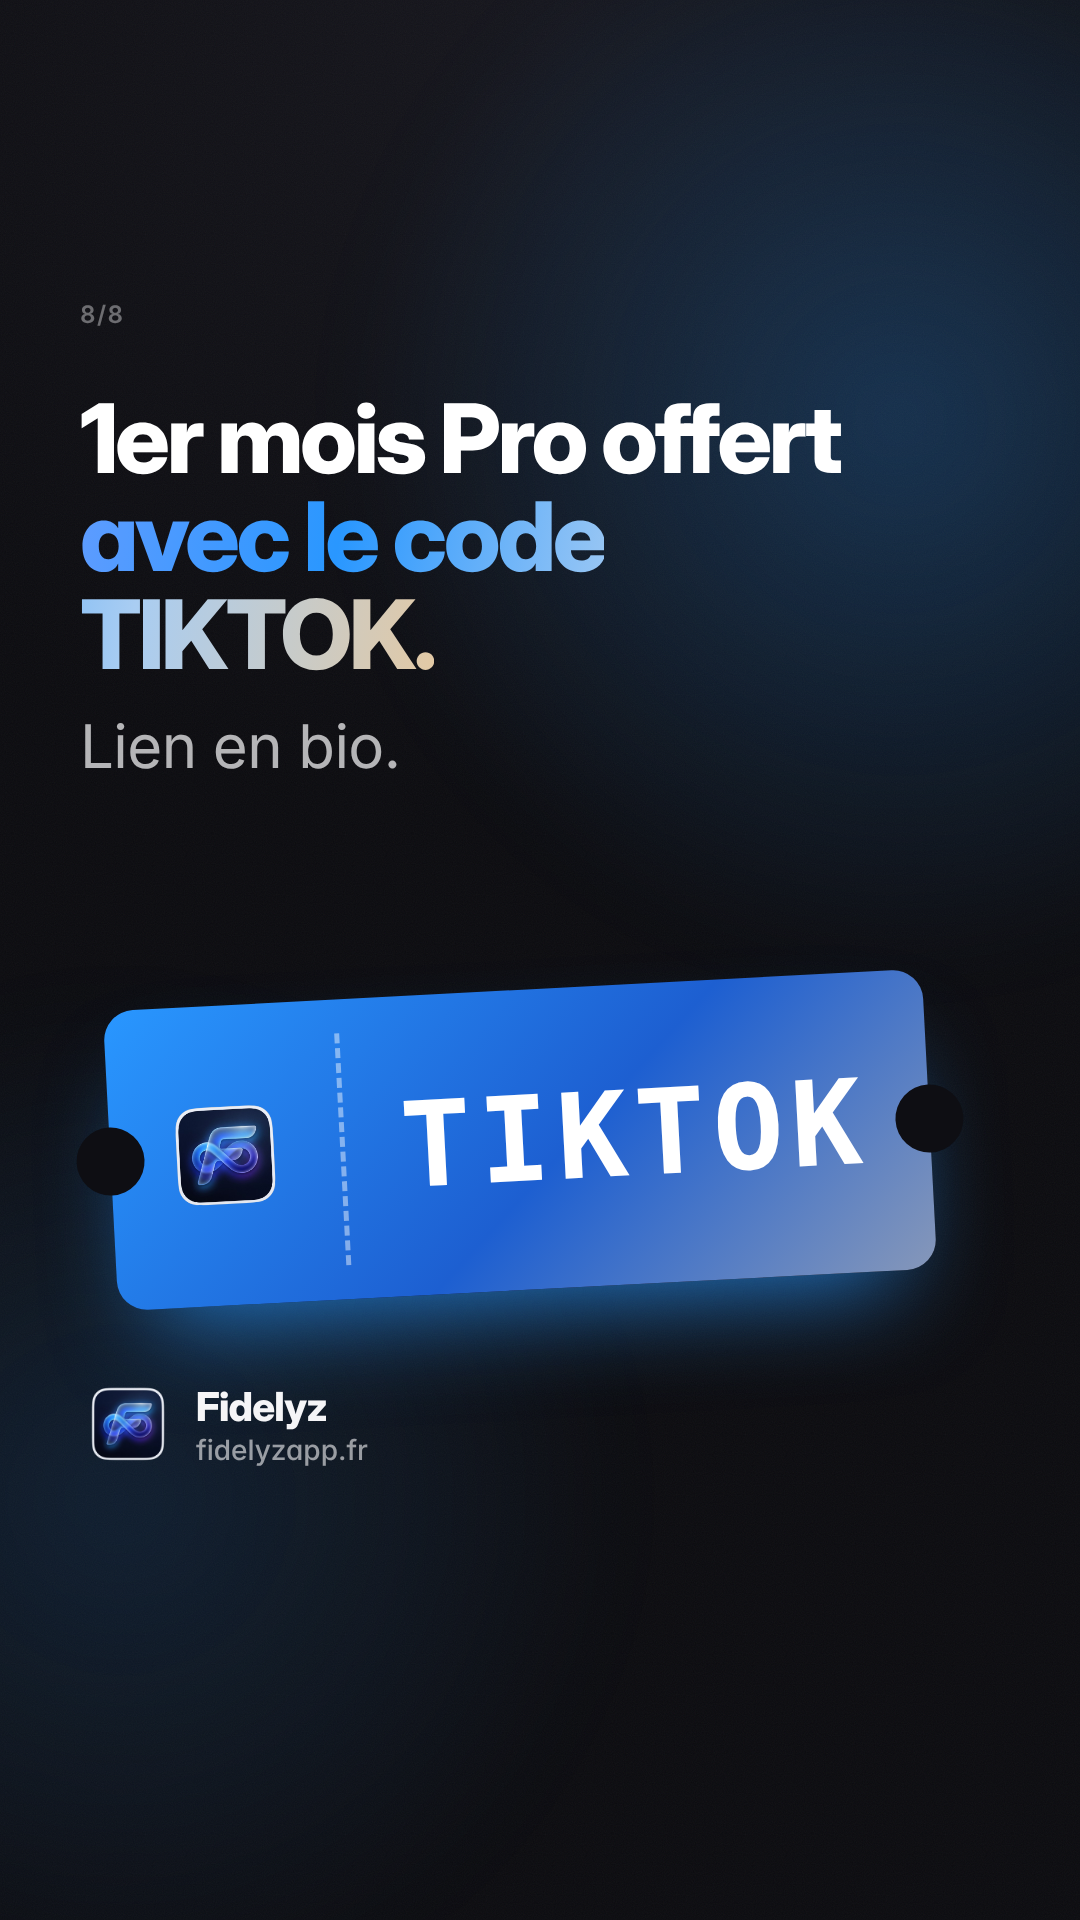 8/8
1er mois Pro offert
avec le code
TIKTOK.
Lien en bio.
TIKTOK
Fidelyz
fidelyzapp.fr